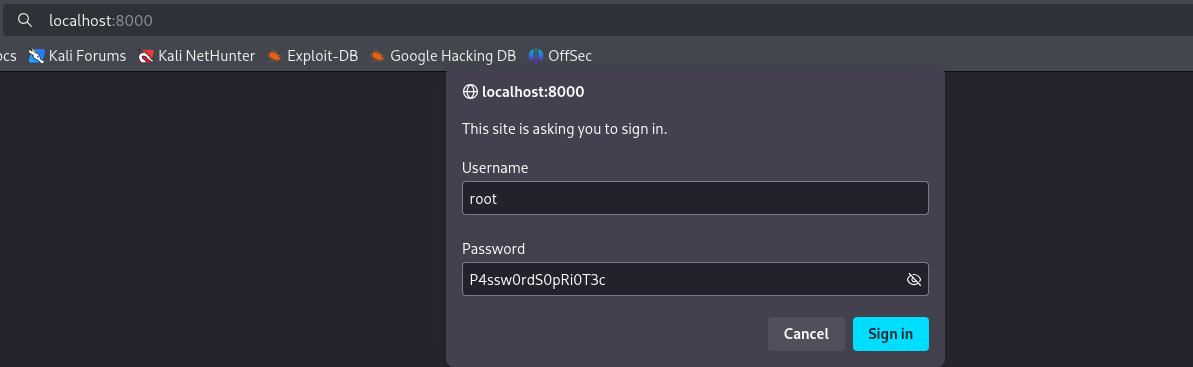 localhost:8000
ocs Kali Forums Kali NetHunter Exploit-DB Google Hacking DB OffSec
localhost:8000
This site is asking you to sign in.
Username
root
Password
P4ssw0rdS0pRi0T3c
Cancel Sign in